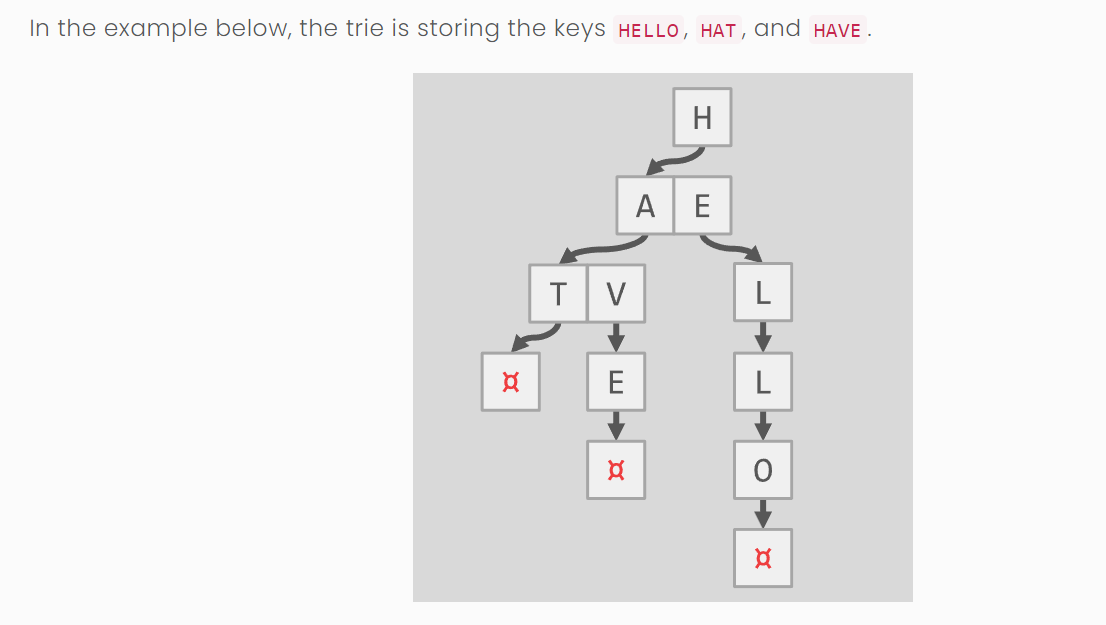 In the example below, the trie is storing the keys HELLO, HAT, and HAVE.
H
A E
T V L
¤ E L
¤ O
¤